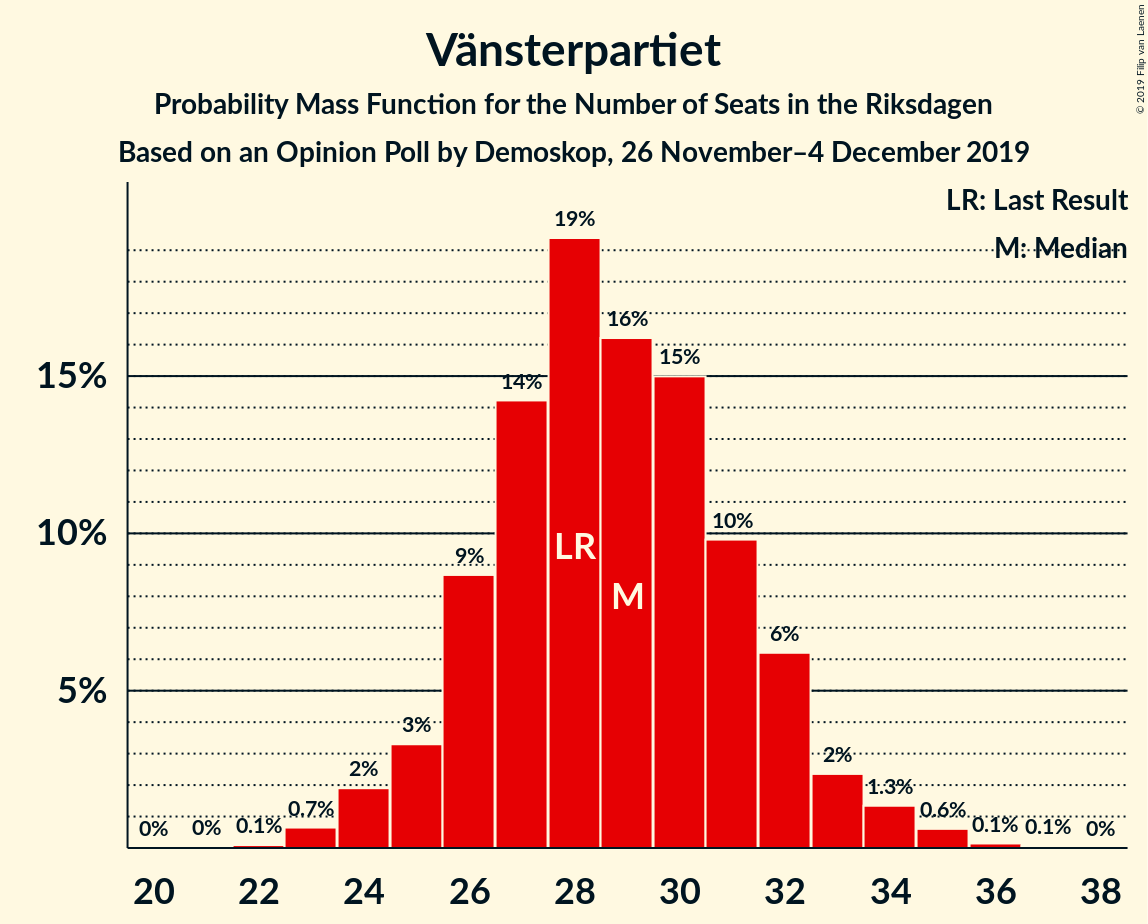 Vänsterpartiet
Probability Mass Function for the Number of Seats in the Riksdagen
Based on an Opinion Poll by Demoskop, 26 November–4 December 2019
© 2019 Filip van Laenen
LR: Last Result
M: Median
15%
10%
5%
0%
0%
0.1%
0.7%
2%
3%
9%
14%
19%
16%
15%
10%
6%
2%
1.3%
0.6%
0.1%
0.1%
0%
LR
M
20 22 24 26 28 30 32 34 36 38